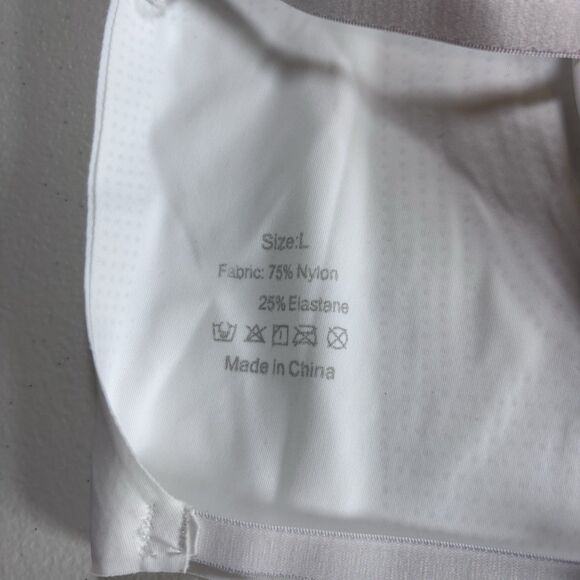 Size:L
Fabric: 75% Nylon
25% Elastane
Made in China